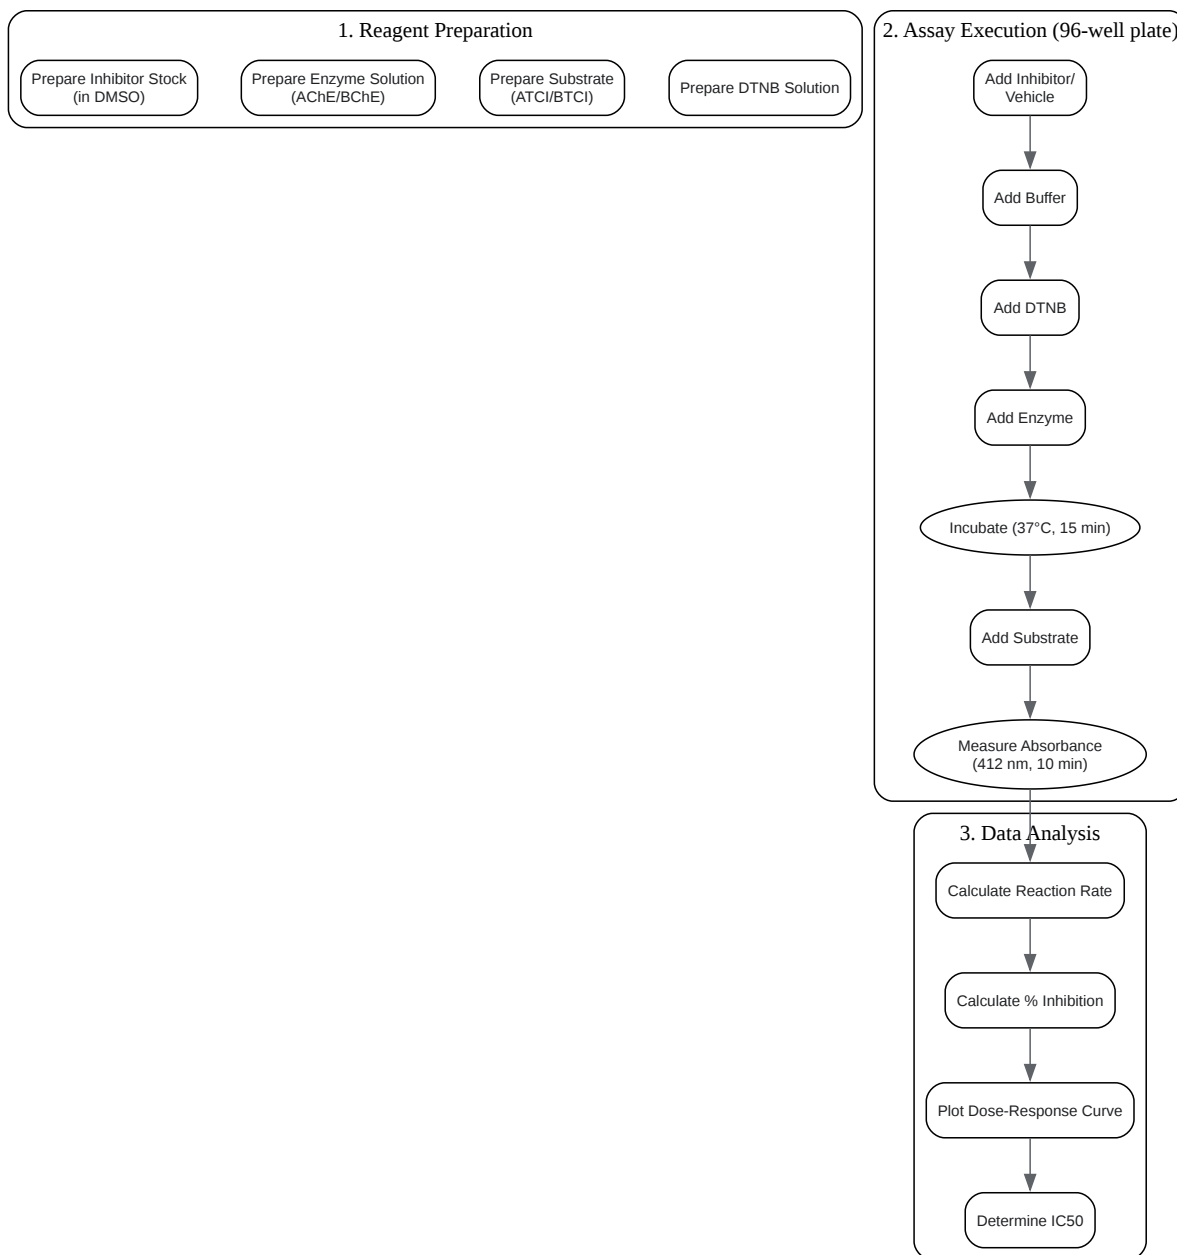 1. Reagent Preparation
Prepare Inhibitor Stock
(in DMSO)
Prepare Enzyme Solution
(AChE/BChE)
Prepare Substrate
(ATCI/BTCI)
Prepare DTNB Solution
2. Assay Execution (96-well plate)
Add Inhibitor/
Vehicle
Add Buffer
Add DTNB
Add Enzyme
Incubate (37°C, 15 min)
Add Substrate
Measure Absorbance
(412 nm, 10 min)
3. Data Analysis
Calculate Reaction Rate
Calculate % Inhibition
Plot Dose-Response Curve
Determine IC50